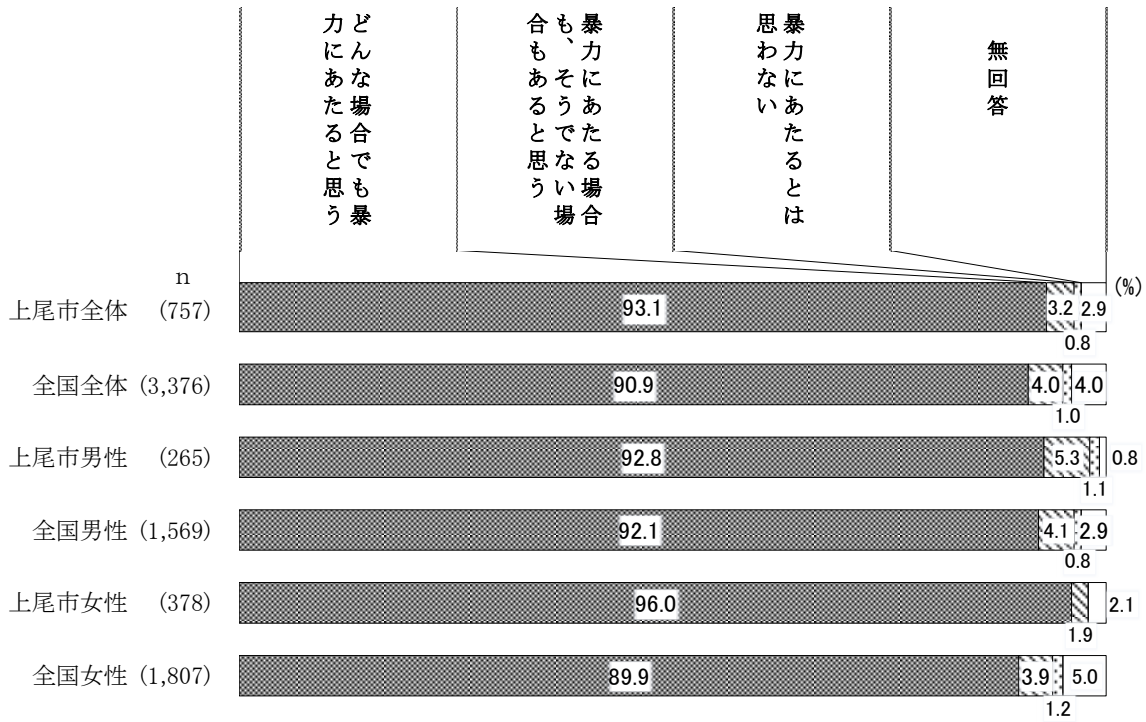 どんな場合でも暴
力にあたると思う
暴力にあたる場合
も、そうでない場
合もあると思う
暴力にあたるとは
思わない
無回答
n
(%)
上尾市全体 (757)
93.1
3.2
2.9
0.8
全国全体 (3,376)
90.9
4.0
4.0
1.0
上尾市男性 (265)
92.8
5.3
0.8
1.1
全国男性 (1,569)
92.1
4.1
2.9
0.8
上尾市女性 (378)
96.0
2.1
1.9
全国女性 (1,807)
89.9
3.9
5.0
1.2